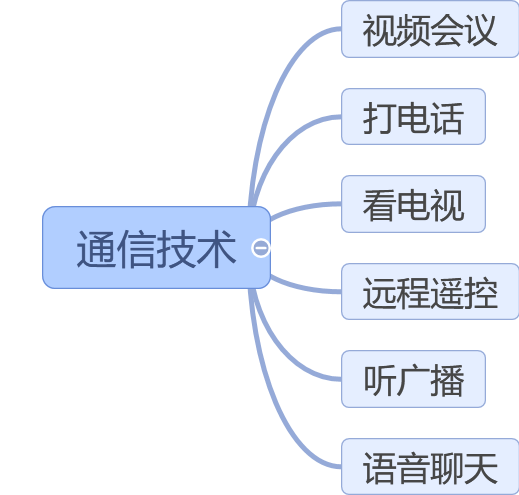 视频会议
打电话
看电视
通信技术
远程遥控
听广播
语音聊天